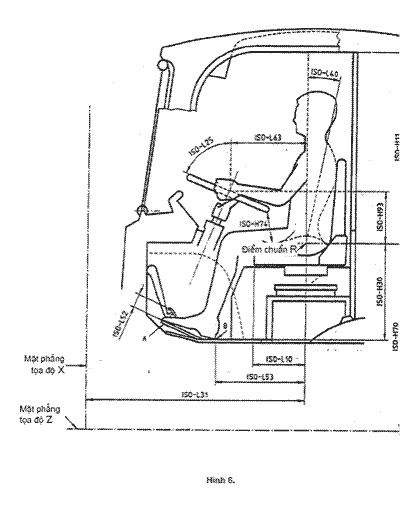 ISO-L40
ISO-L25
ISO-L63
ISO-H11
ISO-H93
ISO-H74
Điểm chuẩn R
ISO-H30
ISO-L52
A
B
ISO-H70
Mặt phẳng
tọa độ X
ISO-L10
ISO-L53
ISO-L31
Mặt phẳng
tọa độ Z
Hình 6.